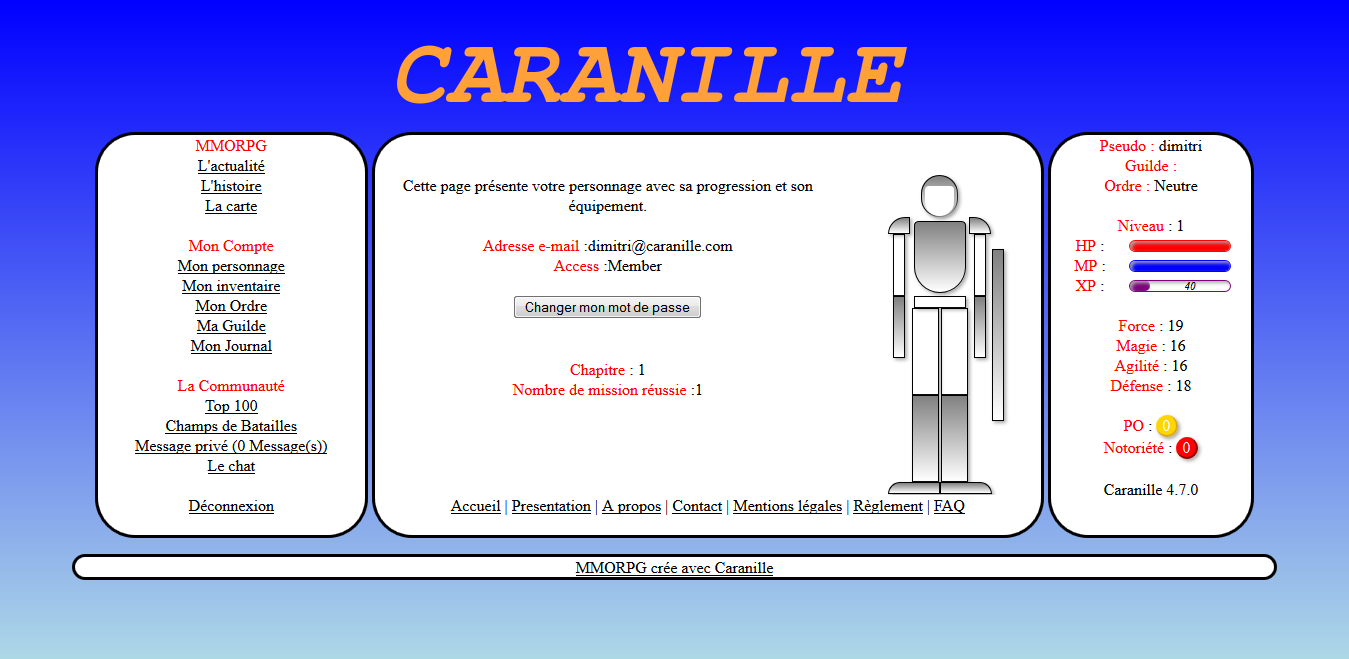 CARANILLE
MMORPG
L'actualité
L'histoire
La carte
Mon Compte
Mon personnage
Mon inventaire
Mon Ordre
Ma Guilde
Mon Journal
La Communauté
Top 100
Champs de Batailles
Message privé (0 Message(s))
Le chat
Déconnexion
Cette page présente votre personnage avec sa progression et son
équipement.
Adresse e-mail :dimitri@caranille.com
Access :Member
Changer mon mot de passe
Chapitre : 1
Nombre de mission réussie :1
Accueil | Presentation | A propos | Contact | Mentions légales | Règlement | FAQ
Pseudo : dimitri
Guilde :
Ordre : Neutre
Niveau : 1
HP :
MP :
XP : 40
Force : 19
Magie : 16
Agilité : 16
Défense : 18
PO : 0
Notoriété : 0
Caranille 4.7.0
MMORPG crée avec Caranille